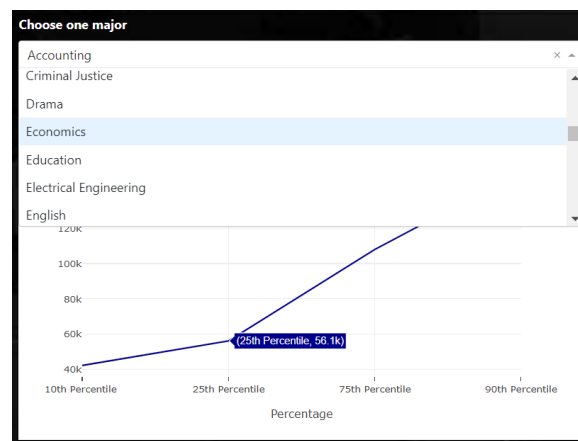 Choose one major
Accounting
Criminal Justice
Drama
Economics
Education
Electrical Engineering
English
120k
100k
80k
60k
(25th Percentile, 56.1k)
40k
10th Percentile 25th Percentile 75th Percentile 90th Percentile
Percentage